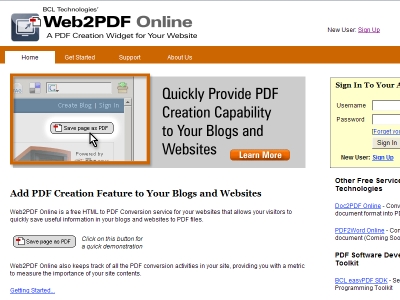 BCL Technologies'
Web2PDF Online
A PDF Creation Widget for Your Website
New User: Sign Up
Home
Get Started
Support
About Us
Create Blog | Sign In
Save page as PDF
Powered by
Quickly Provide PDF
Creation Capability
to Your Blogs and
Websites
Learn More
Sign In To Your A
Username
Password
Forget yo
Sign In
New User: Sign Up
Add PDF Creation Feature to Your Blogs and Websites
Web2PDF Online is a free HTML to PDF Conversion service for your websites that allows your visitors to
quickly save useful information in your blogs and websites to PDF files.
Save page as PDF
Click on this button for
a quick demonstration
Web2PDF Online also keeps track of all the PDF conversion activities in your site, providing you with a metric
to measure the importance of your site contents.
Getting Started...
Other Free Service
Technologies
Doc2PDF Online - Conv
document format into PD
PDF2Word Online - Con
document (Coming Soon
PDF Software Deve
Toolkit
BCL easyPDF SDK - Se
Programming Toolkit